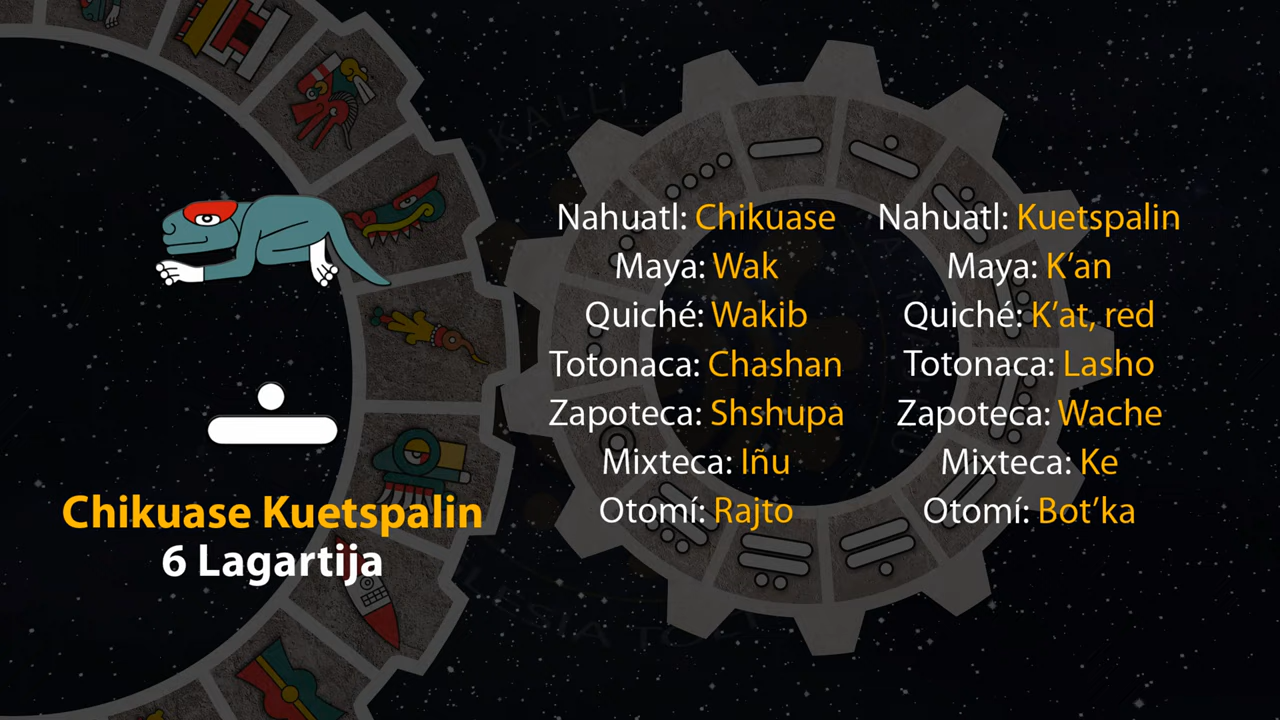 Chikuase Kuetspalin
6 Lagartija
Nahuatl: Chikuase
Maya: Wak
Quiché: Wakib
Totonaca: Chashan
Zapoteca: Shshupa
Mixteca: Iñu
Otomí: Rajto
Nahuatl: Kuetspalin
Maya: K’an
Quiché: K’at, red
Totonaca: Lasho
Zapoteca: Wache
Mixteca: Ke
Otomí: Bot’ka